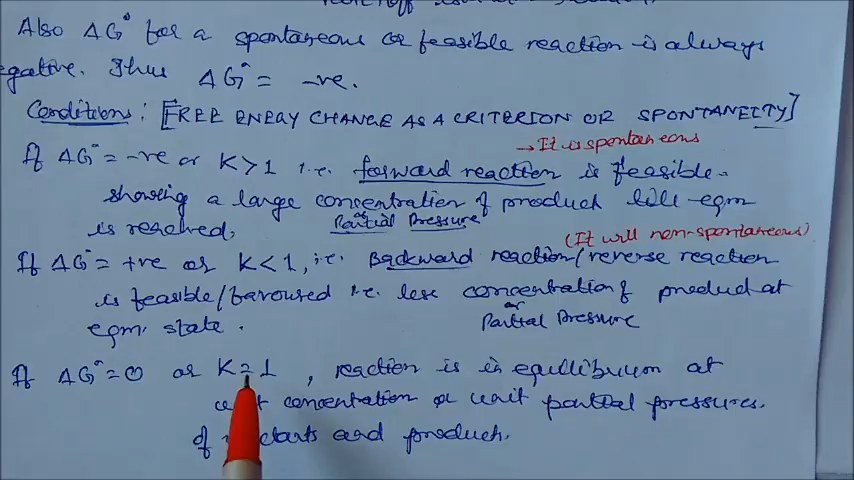 Also ΔG° for a spontaneous or feasible reaction is always
egative. Thus ΔG° = -ve.
Conditions: [FREE ENERGY CHANGE AS A CRITERION OR SPONTANEITY]
→ It is spontaneous
If ΔG° = -ve or K > 1 i.e. forward reaction is feasible.
showing a large concentration of product till eqm
or Partial Pressure
is reached.
(It will non-spontaneous)
If ΔG° = +ve or K < 1, i.e. Backward reaction/reverse reaction
is feasible/favoured i.e. less concentration of product at
or
eqm. state.
Partial Pressure
If ΔG° = 0 or K = 1, reaction is in equilibrium at
concentration or unit partial pressures.
of and product.